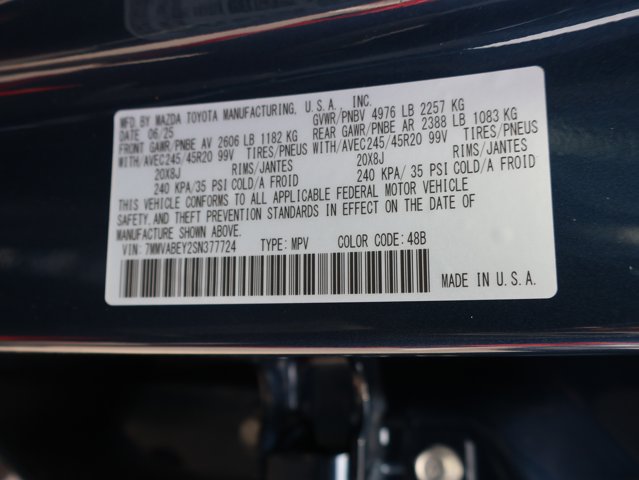 MFD. BY MAZDA TOYOTA MANUFACTURING, U.S.A. INC.
DATE 06/25 GVWR/PNBV 4976 LB 2257 KG
FRONT GAWR/PNBE AV 2606 LB 1182 KG REAR GAWR/PNBE AR 2388 LB 1083 KG
WITH/AVEC245/45R20 99V TIRES/PNEUS WITH/AVEC245/45R20 99V TIRES/PNEUS
20X8J RIMS/JANTES 20X8J RIMS/JANTES
240 KPA/35 PSI COLD/A FROID 240 KPA/ 35 PSI COLD/A FROID
THIS VEHICLE CONFORMS TO ALL APPLICABLE FEDERAL MOTOR VEHICLE
SAFETY, AND THEFT PREVENTION STANDARDS IN EFFECT ON THE DATE OF
MANUFACTURE SHOWN ABOVE.
VIN: 7MMVABEY2SN377724 TYPE: MPV COLOR CODE: 48B
MADE IN U.S.A.